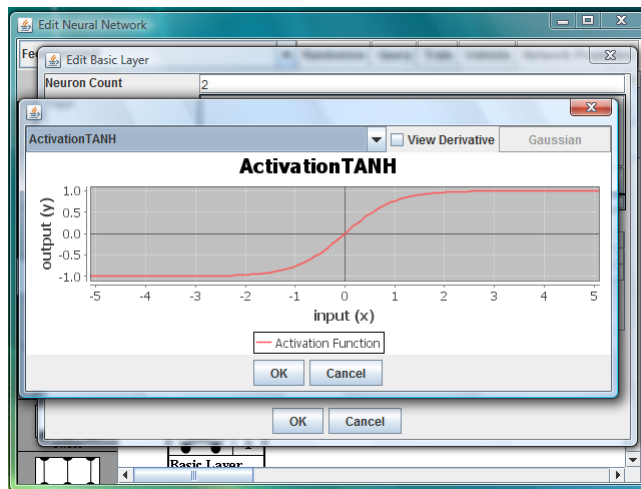 Edit Neural Network
Edit Basic Layer
Neuron Count 2
ActivationTANH View Derivative Gaussian
ActivationTANH
output (y)
1.0
0.5
0.0
-0.5
-1.0
-5 -4 -3 -2 -1 0 1 2 3 4 5
input (x)
Activation Function
OK Cancel
OK Cancel
Basic Layer